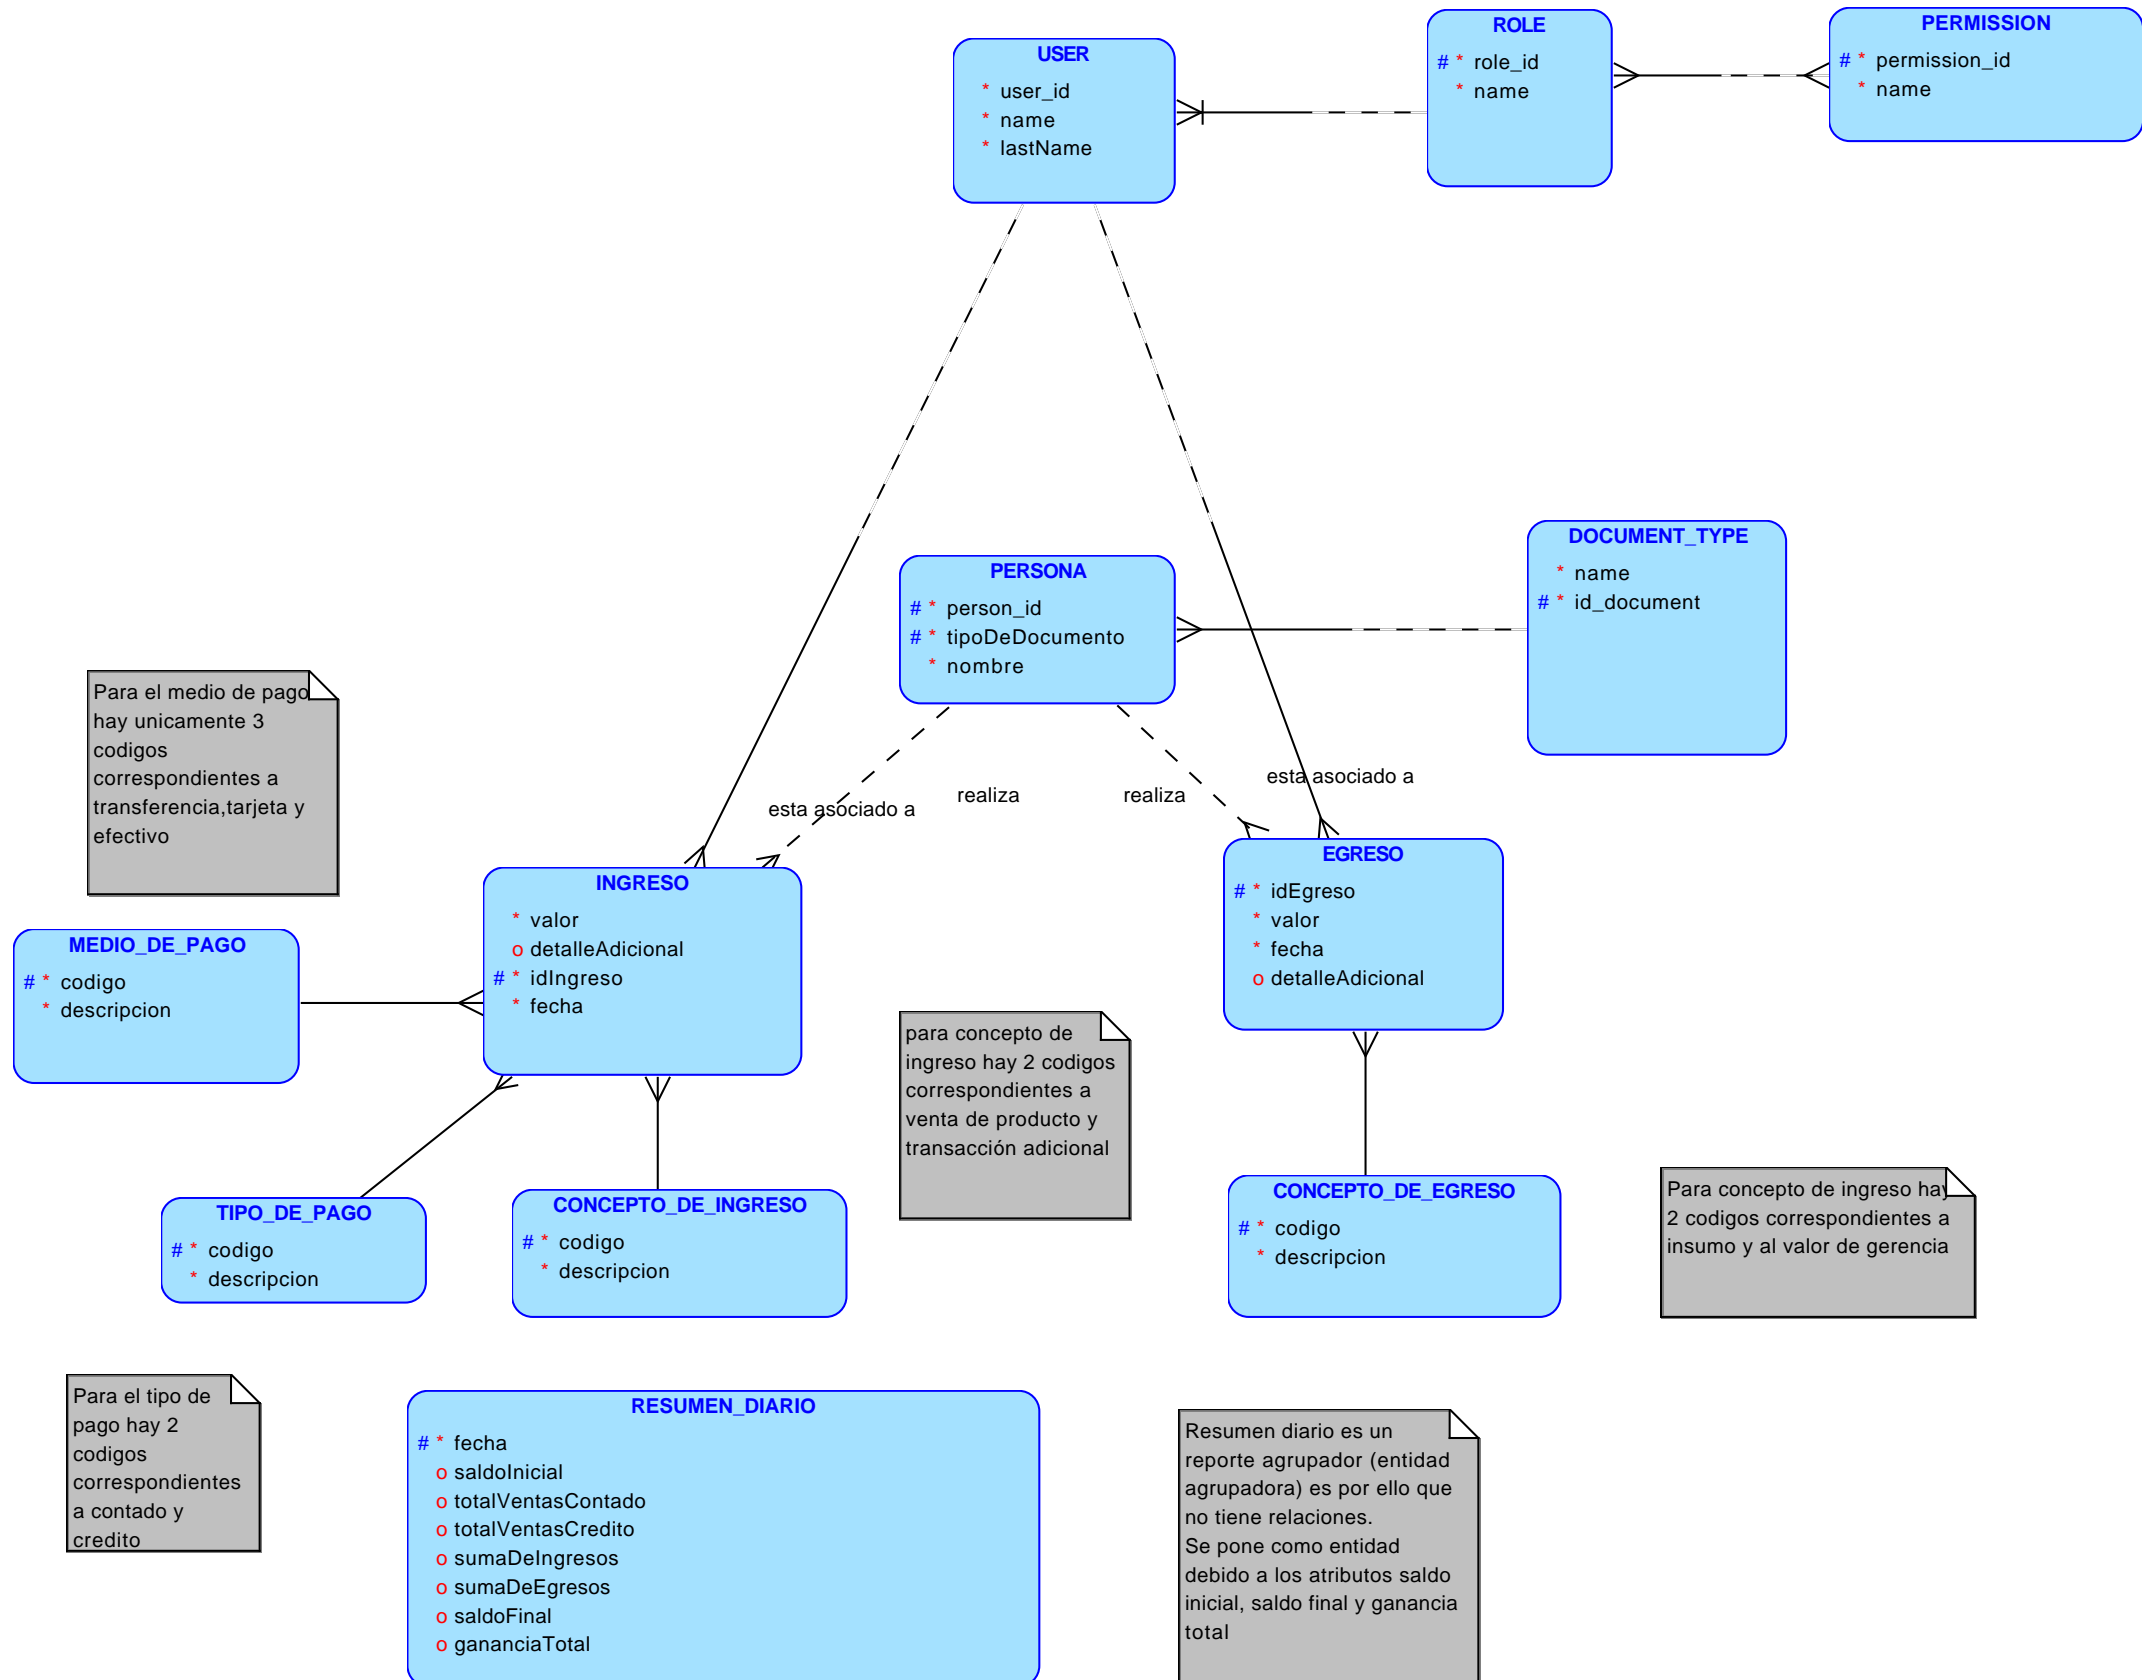 USER
* user_id
* name
* lastName
ROLE
# * role_id
* name
PERMISSION
# * permission_id
* name
PERSONA
# * person_id
# * tipoDeDocumento
* nombre
DOCUMENT_TYPE
* name
# * id_document
Para el medio de pago
hay unicamente 3
codigos
correspondientes a
transferencia,tarjeta y
efectivo
esta asociado a
realiza
realiza
esta asociado a
MEDIO_DE_PAGO
# * codigo
* descripcion
INGRESO
* valor
o detalleAdicional
# * idIngreso
* fecha
EGRESO
# * idEgreso
* valor
* fecha
o detalleAdicional
para concepto de
ingreso hay 2 codigos
correspondientes a
venta de producto y
transacción adicional
TIPO_DE_PAGO
# * codigo
* descripcion
CONCEPTO_DE_INGRESO
# * codigo
* descripcion
CONCEPTO_DE_EGRESO
# * codigo
* descripcion
Para concepto de ingreso hay
2 codigos correspondientes a
insumo y al valor de gerencia
Para el tipo de
pago hay 2
codigos
correspondientes
a contado y
credito
RESUMEN_DIARIO
# * fecha
o saldoInicial
o totalVentasContado
o totalVentasCredito
o sumaDeIngresos
o sumaDeEgresos
o saldoFinal
o gananciaTotal
Resumen diario es un
reporte agrupador (entidad
agrupadora) es por ello que
no tiene relaciones.
Se pone como entidad
debido a los atributos saldo
inicial, saldo final y ganancia
total